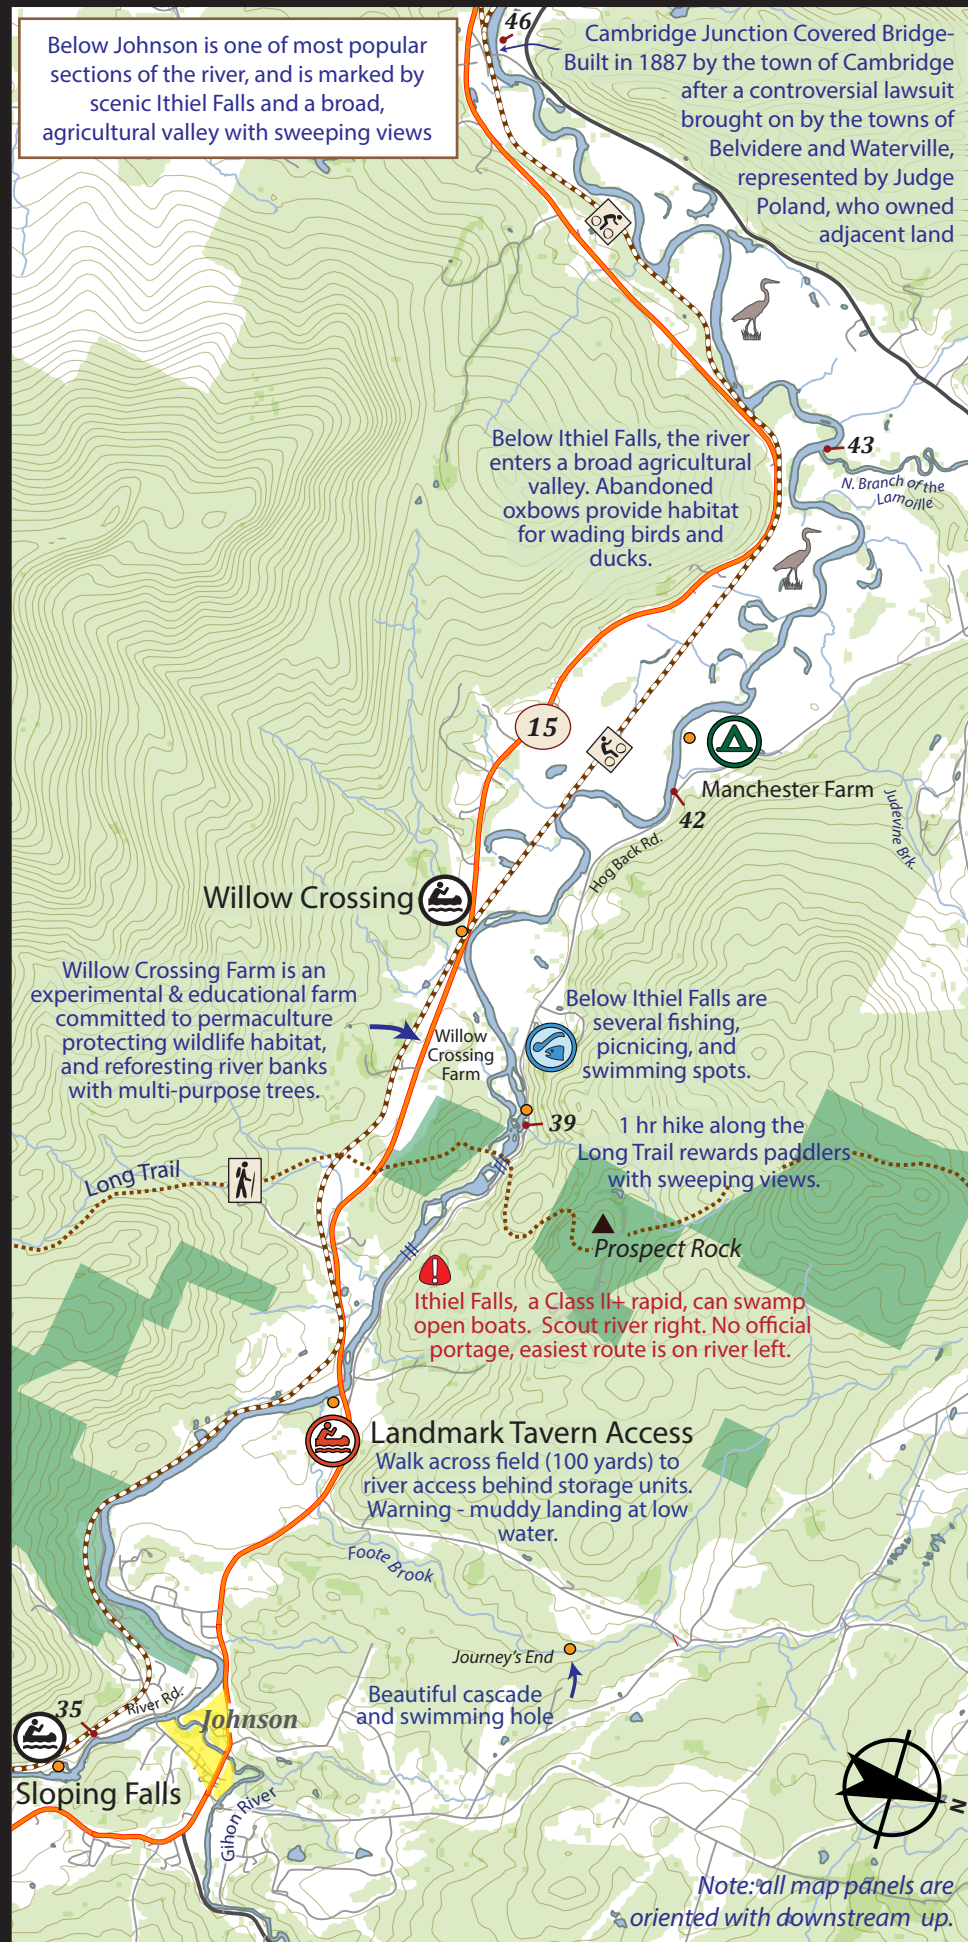 Below Johnson is one of most popular
sections of the river, and is marked by
scenic Ithiel Falls and a broad,
agricultural valley with sweeping views
46
Cambridge Junction Covered Bridge-
Built in 1887 by the town of Cambridge
after a controversial lawsuit
brought on by the towns of
Belvidere and Waterville,
represented by Judge
Poland, who owned
adjacent land
Below Ithiel Falls, the river
enters a broad agricultural
valley. Abandoned
oxbows provide habitat
for wading birds and
ducks.
43
N. Branch of the
Lamoille
15
Manchester Farm
42
Judevine Brk.
Hog Back Rd.
Willow Crossing
Willow Crossing Farm is an
experimental & educational farm
committed to permaculture
protecting wildlife habitat,
and reforesting river banks
with multi-purpose trees.
Willow
Crossing
Farm
Below Ithiel Falls are
several fishing,
picnicing, and
swimming spots.
39
1 hr hike along the
Long Trail rewards paddlers
with sweeping views.
Long Trail
Prospect Rock
Ithiel Falls, a Class II+ rapid, can swamp
open boats. Scout river right. No official
portage, easiest route is on river left.
Landmark Tavern Access
Walk across field (100 yards) to
river access behind storage units.
Warning - muddy landing at low
water.
Foote Brook
Journey's End
Beautiful cascade
and swimming hole
35
River Rd.
Johnson
Sloping Falls
Gihon River
N
Note: all map panels are
oriented with downstream up.